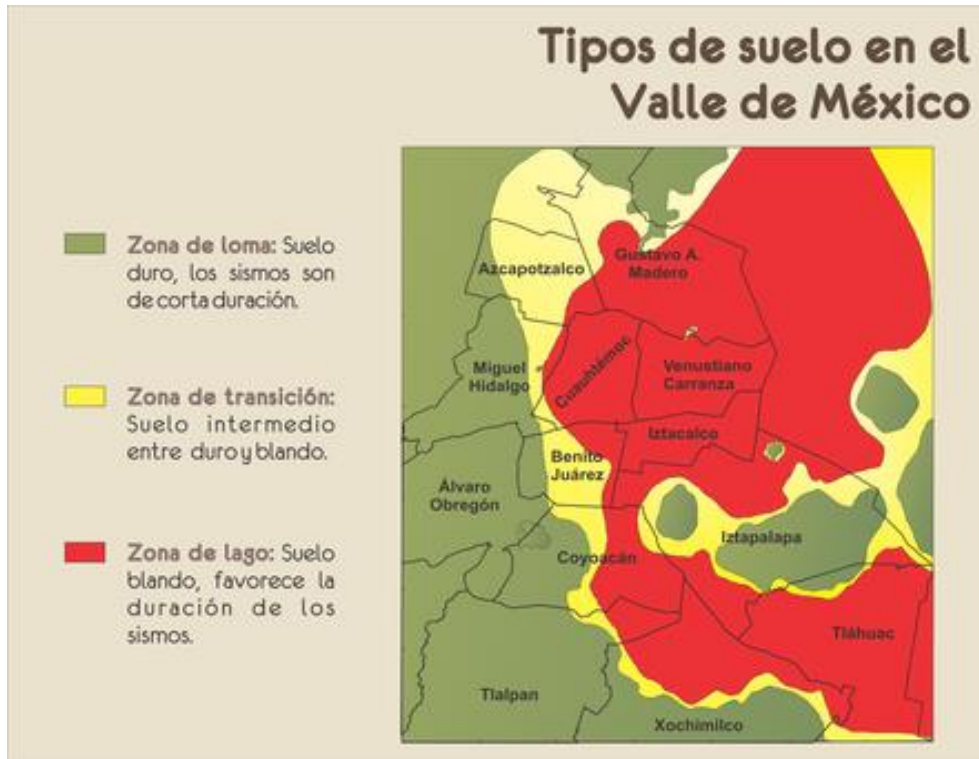 Tipos de suelo en el
Valle de México
Zona de loma: Suelo
duro, los sismos son
de corta duración.
Zona de transición:
Suelo intermedio
entre duro y blando.
Zona de lago: Suelo
blando, favorece la
duración de los
sismos.
Azcapotzalco
Gustavo A.
Madero
Miguel
Hidalgo
Cuauhtémoc
Venustiano
Carranza
Iztacalco
Benito
Juárez
Álvaro
Obregón
Iztapalapa
Coyoacán
Tláhuac
Tlalpan
Xochimilco